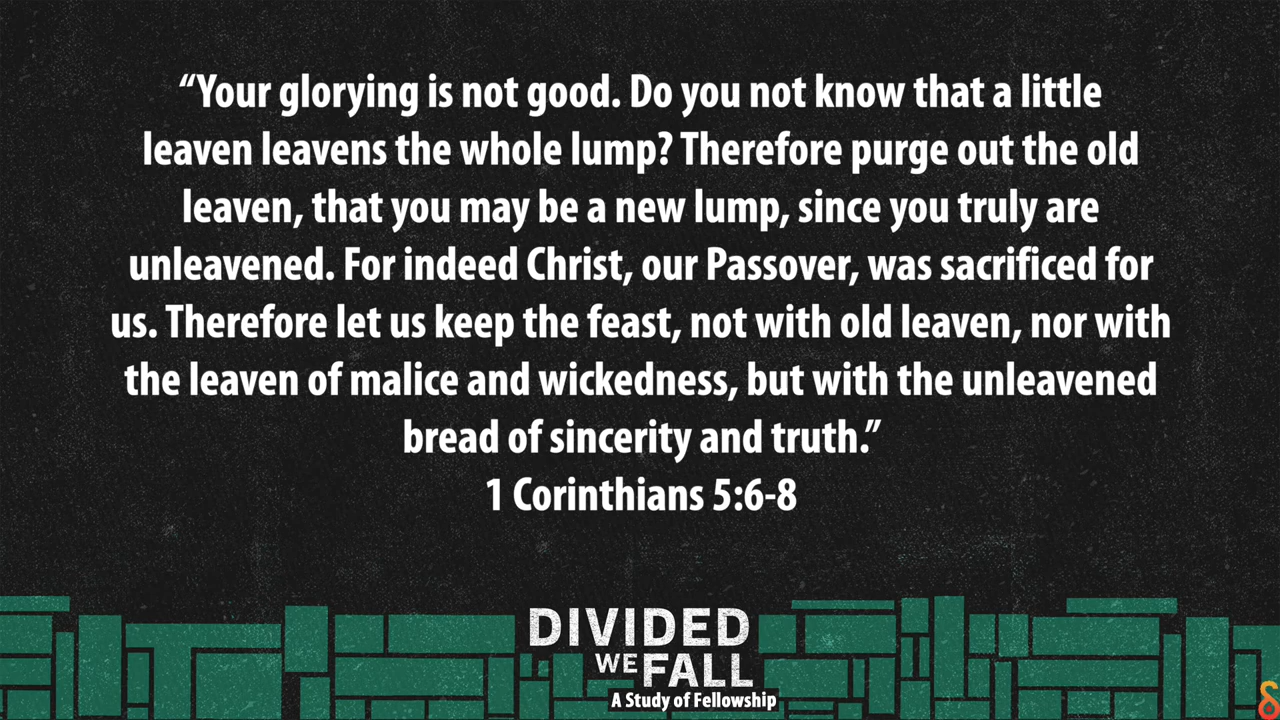 “Your glorying is not good. Do you not know that a little
leaven leavens the whole lump? Therefore purge out the old
leaven, that you may be a new lump, since you truly are
unleavened. For indeed Christ, our Passover, was sacrificed for
us. Therefore let us keep the feast, not with old leaven, nor with
the leaven of malice and wickedness, but with the unleavened
bread of sincerity and truth.”
1 Corinthians 5:6-8
DIVIDED
WE FALL
A Study of Fellowship